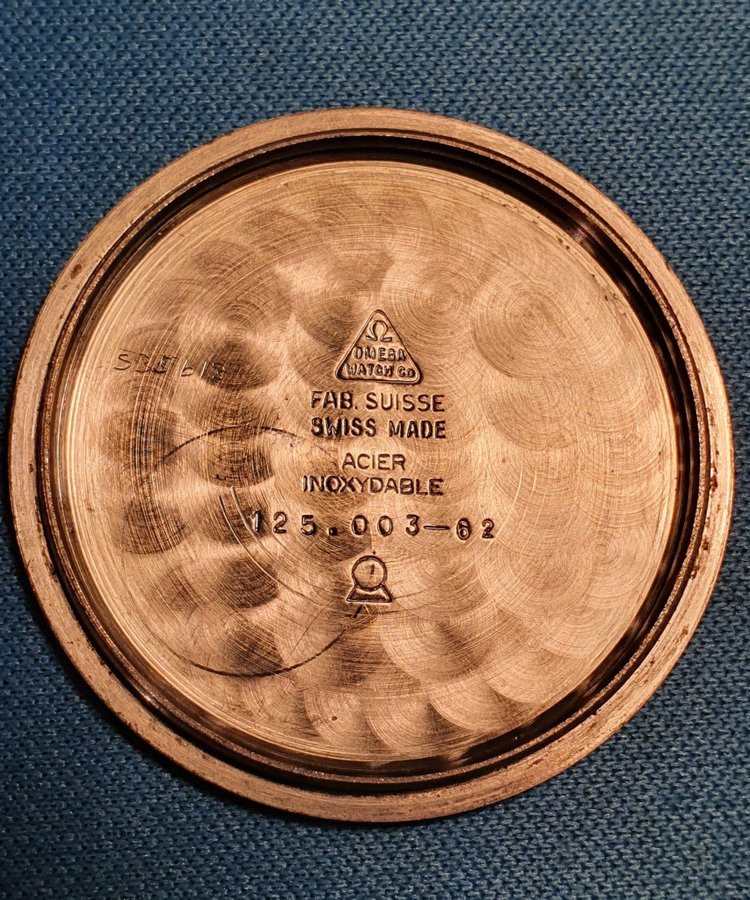 Ω
OMEGA
WATCH Co
FAB. SUISSE
SWISS MADE
ACIER
INOXYDABLE
125.003-62